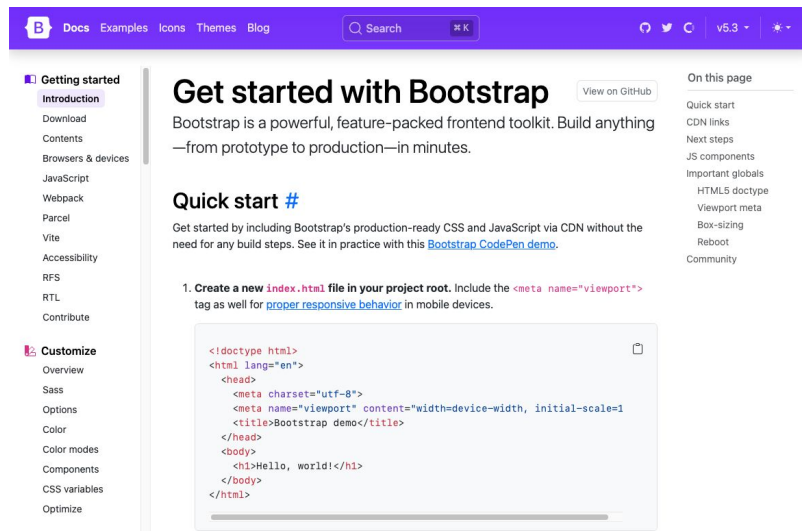 B Docs Examples Icons Themes Blog Search ⌘ K v5.3
Getting started
Introduction
Download
Contents
Browsers & devices
JavaScript
Webpack
Parcel
Vite
Accessibility
RFS
RTL
Contribute
Customize
Overview
Sass
Options
Color
Color modes
Components
CSS variables
Optimize
Get started with Bootstrap
View on GitHub
Bootstrap is a powerful, feature-packed frontend toolkit. Build anything
—from prototype to production—in minutes.
Quick start #
Get started by including Bootstrap’s production-ready CSS and JavaScript via CDN without the
need for any build steps. See it in practice with this Bootstrap CodePen demo.
1. Create a new index.html file in your project root. Include the <meta name="viewport">
tag as well for proper responsive behavior in mobile devices.
<!doctype html>
<html lang="en">
  <head>
    <meta charset="utf-8">
    <meta name="viewport" content="width=device-width, initial-scale=1
    <title>Bootstrap demo</title>
  </head>
  <body>
    <h1>Hello, world!</h1>
  </body>
</html>
On this page
Quick start
CDN links
Next steps
JS components
Important globals
HTML5 doctype
Viewport meta
Box-sizing
Reboot
Community